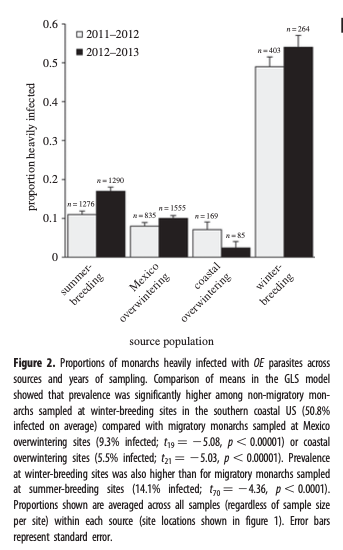 0.6
2011–2012
2012–2013
n = 264
n = 403
0.5
0.4
0.3
0.2
n = 1290
n = 1276
n = 1555
n = 835
n = 169
n = 85
0.1
0
proportion heavily infected
summer-
breeding
Mexico
overwintering
coastal
overwintering
winter-
breeding
source population
Figure 2. Proportions of monarchs heavily infected with OE parasites across
sources and years of sampling. Comparison of means in the GLS model
showed that prevalence was significantly higher among non-migratory mon-
archs sampled at winter-breeding sites in the southern coastal US (50.8%
infected on average) compared with migratory monarchs sampled at Mexico
overwintering sites (9.3% infected; t19 = −5.08, p < 0.00001) or coastal
overwintering sites (5.5% infected; t21 = −5.03, p < 0.00001). Prevalence
at winter-breeding sites was also higher than for migratory monarchs sampled
at summer-breeding sites (14.1% infected; t70 = −4.36, p < 0.0001).
Proportions shown are averaged across all samples (regardless of sample size
per site) within each source (site locations shown in figure 1). Error bars
represent standard error.